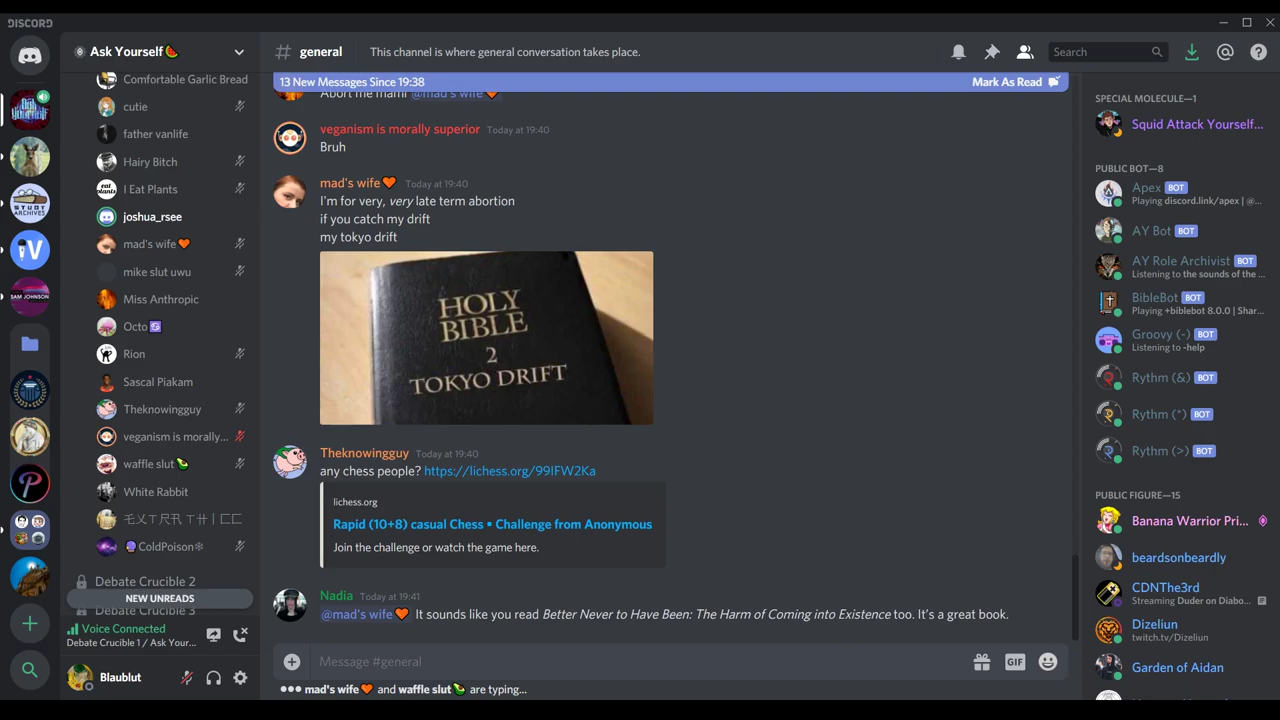 DISCORD
Ask Yourself🍉
# general
This channel is where general conversation takes place.
Search
Comfortable Garlic Bread
cutie
father vanlife
Hairy Bitch
I Eat Plants
joshua_rsee
mad's wife🧡
mike slut uwu
Miss Anthropic
Octo
Rion
Sascal Piakam
Theknowingguy
veganism is morally...
waffle slut🥑
White Rabbit
🔮ColdPoison❄
Debate Crucible 2
Debate Crucible 3
NEW UNREADS
Voice Connected
Debate Crucible 1 / Ask Your...
Blaublut
STUDY
ARCHIVES
V
SAM JOHNSON
13 New Messages Since 19:38
Mark As Read
Abort me mami @mad's wife🧡
veganism is morally superior Today at 19:40
Bruh
mad's wife🧡 Today at 19:40
I'm for very, very late term abortion
if you catch my drift
my tokyo drift
HOLY
BIBLE
2
TOKYO DRIFT
Theknowingguy Today at 19:40
any chess people? https://lichess.org/99IFW2Ka
lichess.org
Rapid (10+8) casual Chess • Challenge from Anonymous
Join the challenge or watch the game here.
Nadia Today at 19:41
@mad's wife🧡 It sounds like you read Better Never to Have Been: The Harm of Coming into Existence too. It's a great book.
Message #general
GIF
mad's wife🧡 and waffle slut🥑 are typing...
SPECIAL MOLECULE—1
Squid Attack Yourself...
PUBLIC BOT—8
Apex BOT
Playing discord.link/apex | @...
AY Bot BOT
AY Role Archivist BOT
Listening to the sounds of the ...
BibleBot BOT
Playing +biblebot 8.0.0 | Shar...
Groovy (-) BOT
Listening to -help
Rythm (&) BOT
Rythm (*) BOT
Rythm (>) BOT
PUBLIC FIGURE—15
Banana Warrior Pri...
beardsonbeardly
CDNThe3rd
Streaming Duder on Diabo...
Dizeliun
twitch.tv/Dizeliun
Garden of Aidan